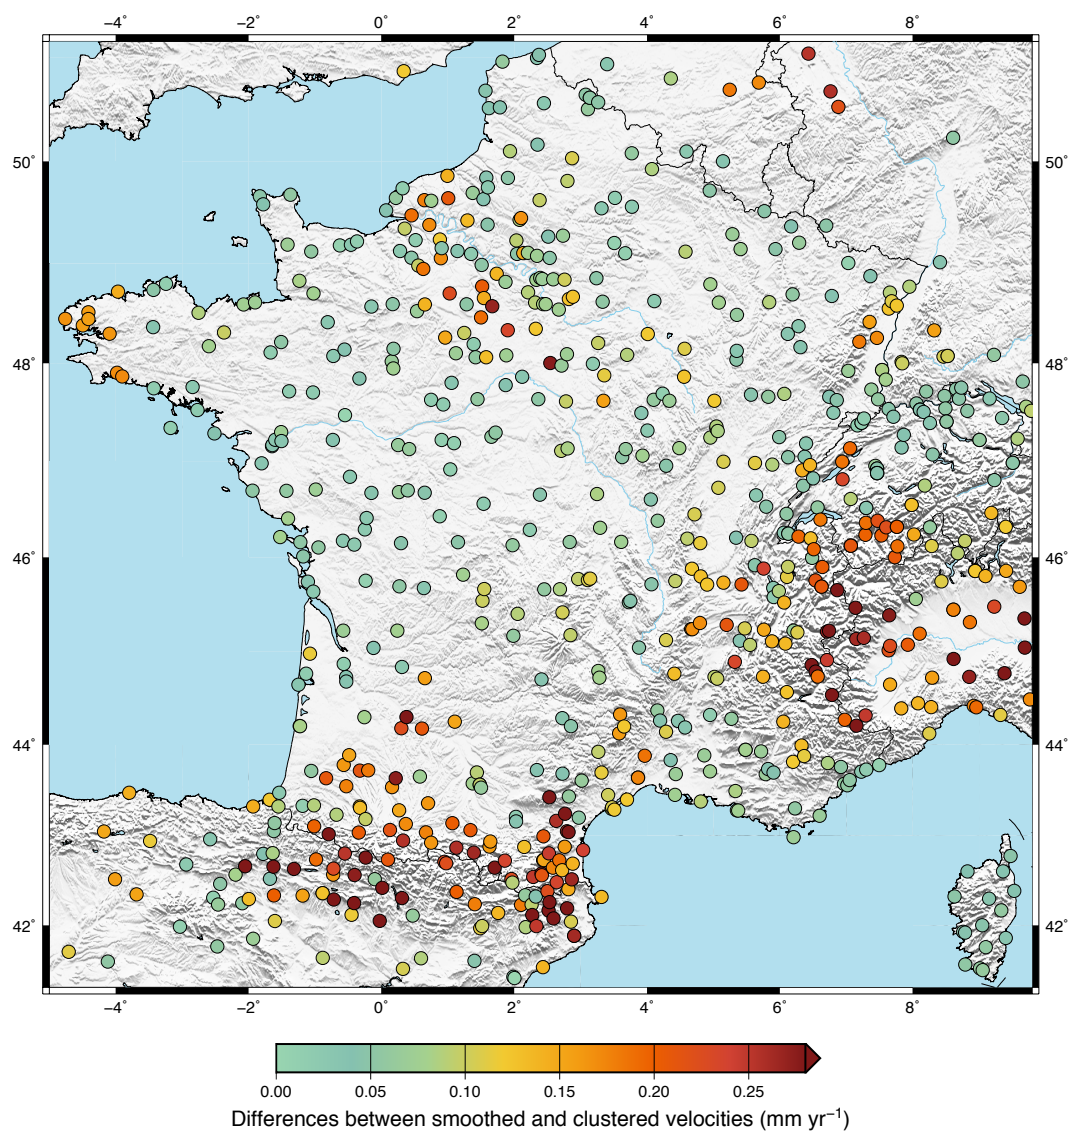 −4° −2° 0° 2° 4° 6° 8°
50° 50°
48° 48°
46° 46°
44° 44°
42° 42°
−4° −2° 0° 2° 4° 6° 8°
0.00 0.05 0.10 0.15 0.20 0.25
Differences between smoothed and clustered velocities (mm yr⁻¹)